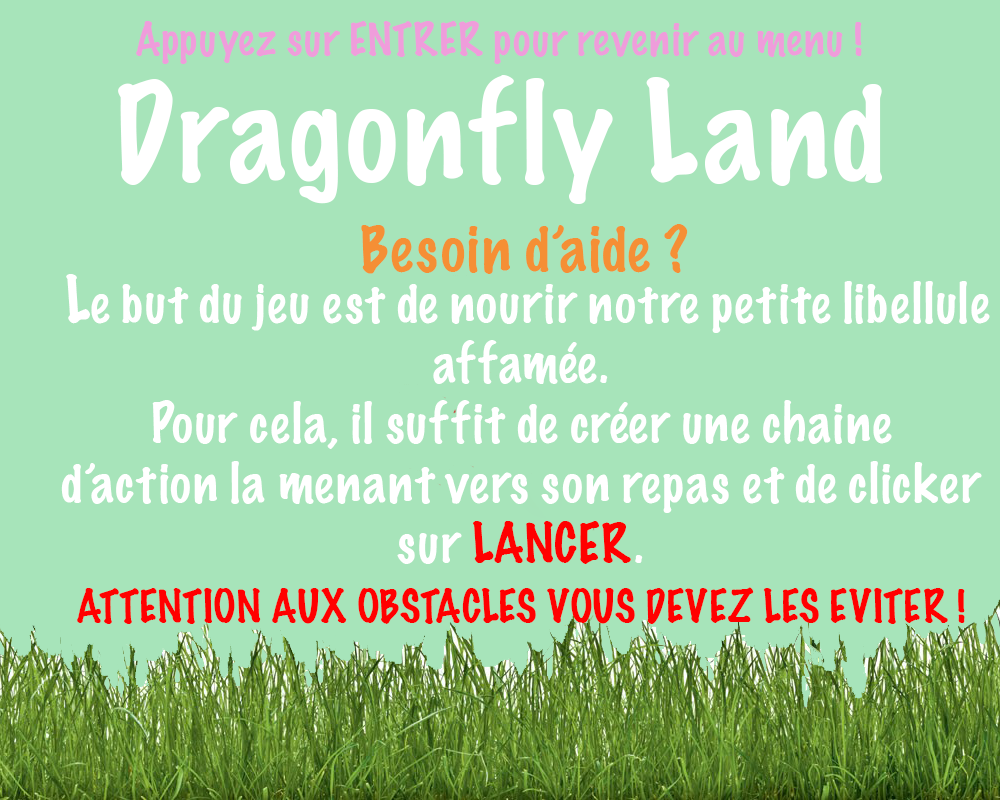 Appuyez sur ENTRER pour revenir au menu !
Dragonfly Land
Besoin d'aide ?
Le but du jeu est de nourir notre petite libellule
affamée.
Pour cela, il suffit de créer une chaine
d'action la menant vers son repas et de clicker
sur LANCER.
ATTENTION AUX OBSTACLES VOUS DEVEZ LES EVITER !